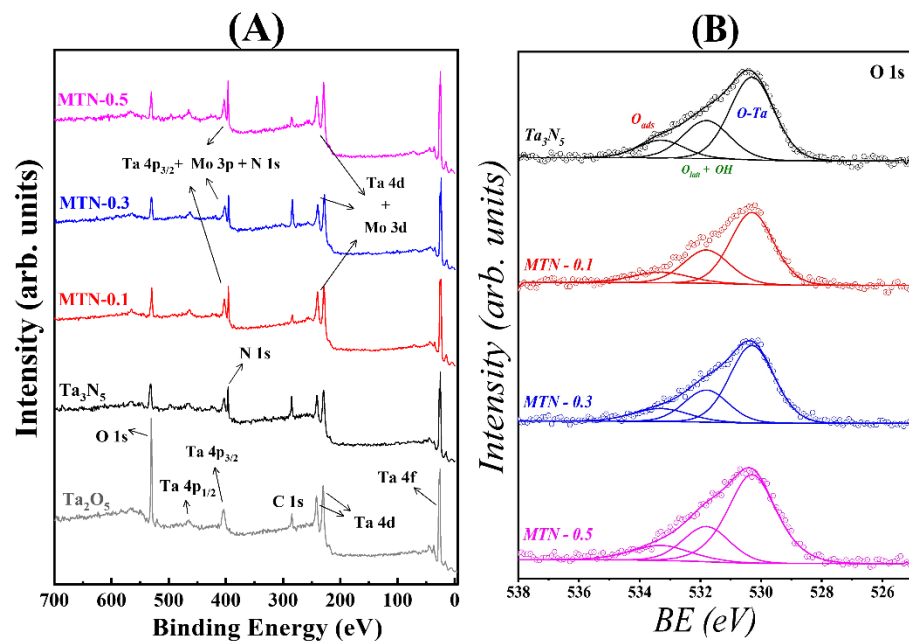 (A)
MTN-0.5
Ta 4p3/2+ Mo 3p + N 1s
Ta 4d
+
Mo 3d
MTN-0.3
MTN-0.1
N 1s
Ta3N5
O 1s
Ta 4p3/2
Ta 4p1/2
C 1s
Ta 4f
Ta 4d
Ta2O5
Intensity (arb. units)
700 600 500 400 300 200 100 0
Binding Energy (eV)
(B)
O 1s
Oads
O-Ta
Ta3N5
Olatt + OH
MTN - 0.1
MTN - 0.3
MTN - 0.5
Intensity (arb. units)
538 536 534 532 530 528 526
BE (eV)